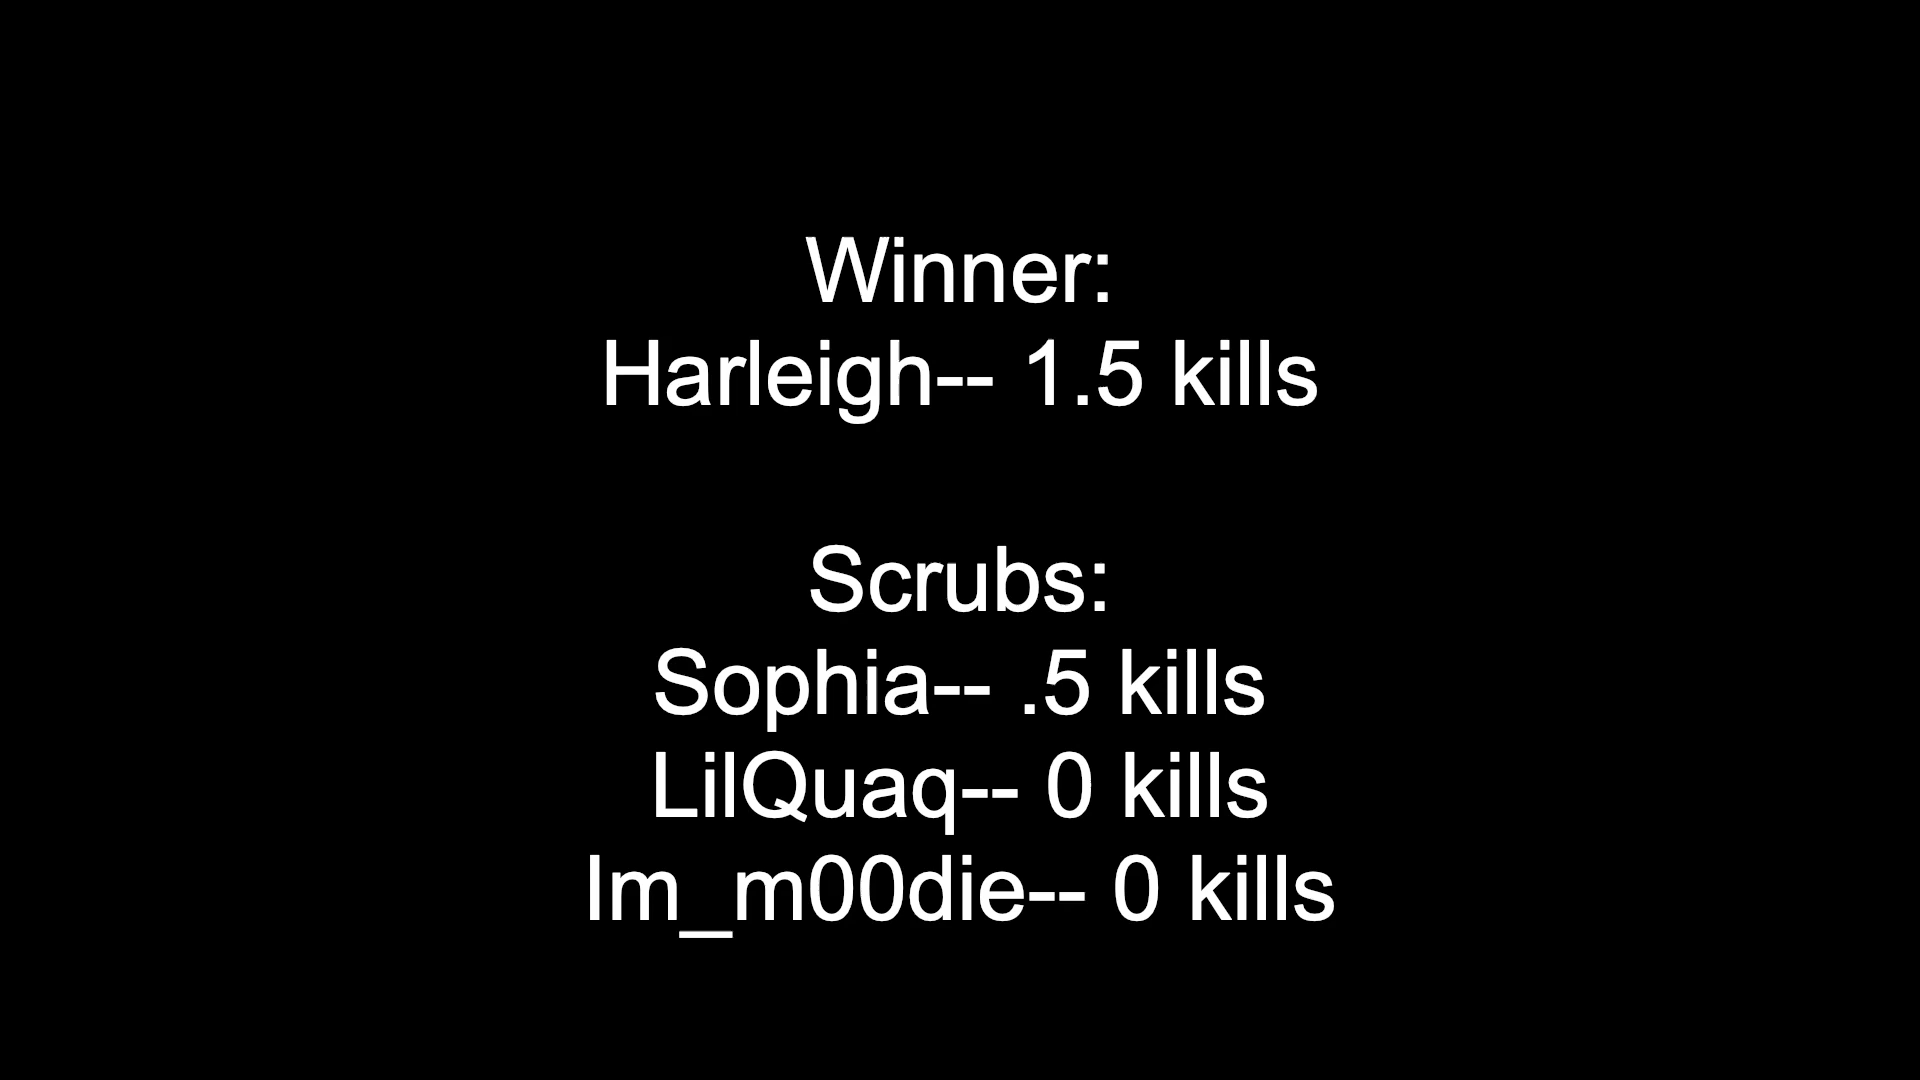 Winner:
Harleigh-- 1.5 kills
Scrubs:
Sophia-- .5 kills
LilQuaq-- 0 kills
Im_m00die-- 0 kills